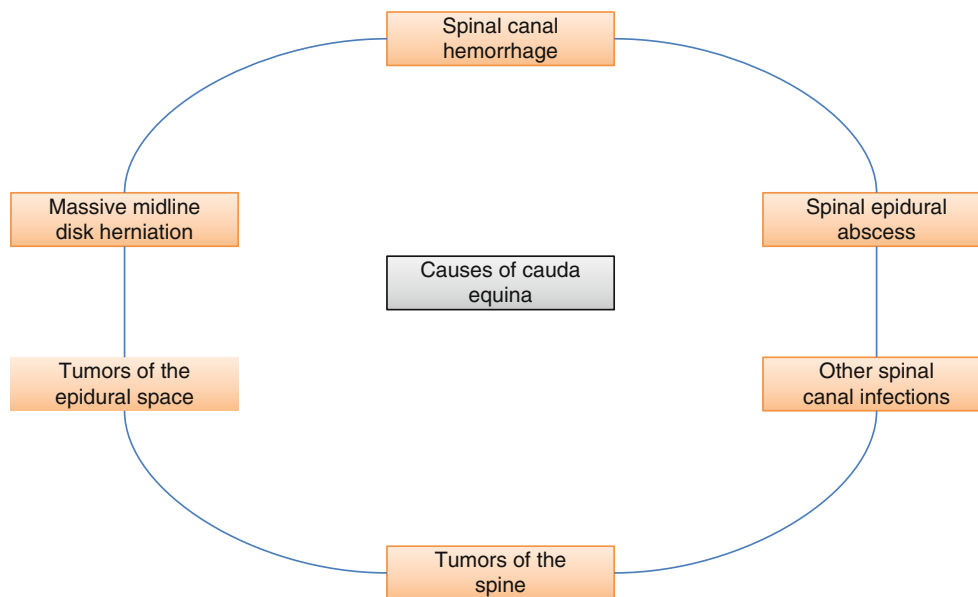 Spinal canal
hemorrhage
Massive midline
disk herniation
Spinal epidural
abscess
Causes of cauda
equina
Tumors of the
epidural space
Other spinal
canal infections
Tumors of the
spine